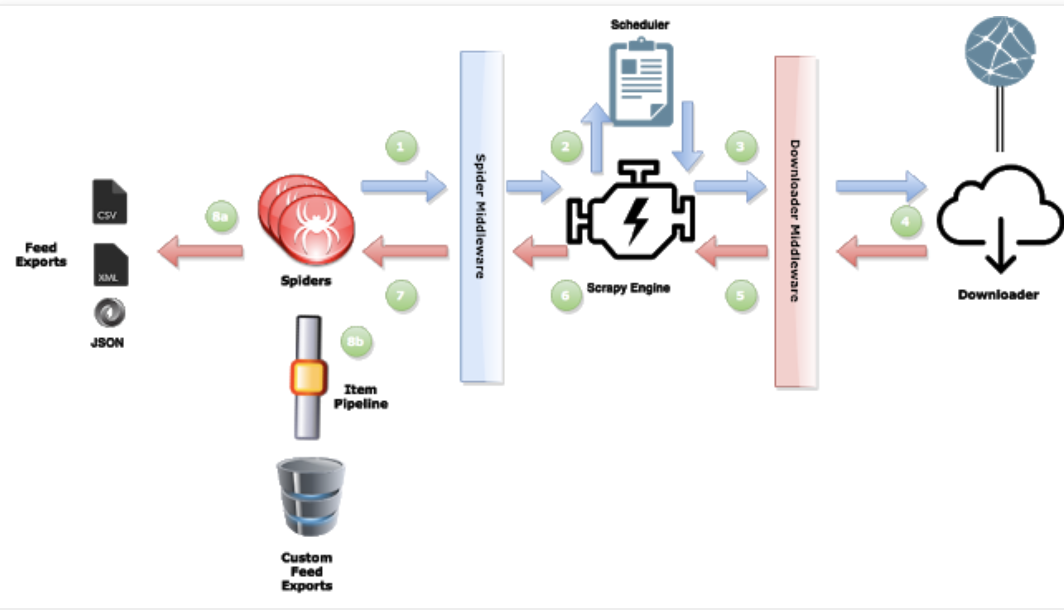 Scheduler
1
2
3
Spider Middleware
Downloader Middleware
CSV
8a
4
Feed
Exports
XML
Spiders
7
6
Scrapy Engine
5
Downloader
JSON
8b
Item
Pipeline
Custom
Feed
Exports